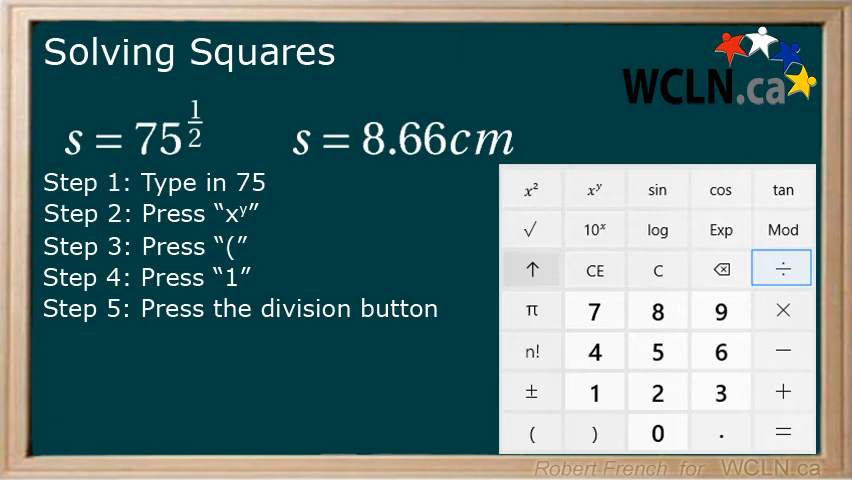 Solving Squares
WCLN.ca
s = 75^(1/2) s = 8.66cm
Step 1: Type in 75
Step 2: Press “xʸ”
Step 3: Press “(”
Step 4: Press “1”
Step 5: Press the division button
x² xʸ sin cos tan
√ 10ˣ log Exp Mod
↑ CE C ⌫ ÷
π 7 8 9 ×
n! 4 5 6 −
± 1 2 3 +
( ) 0 . =
Robert French for WCLN.ca